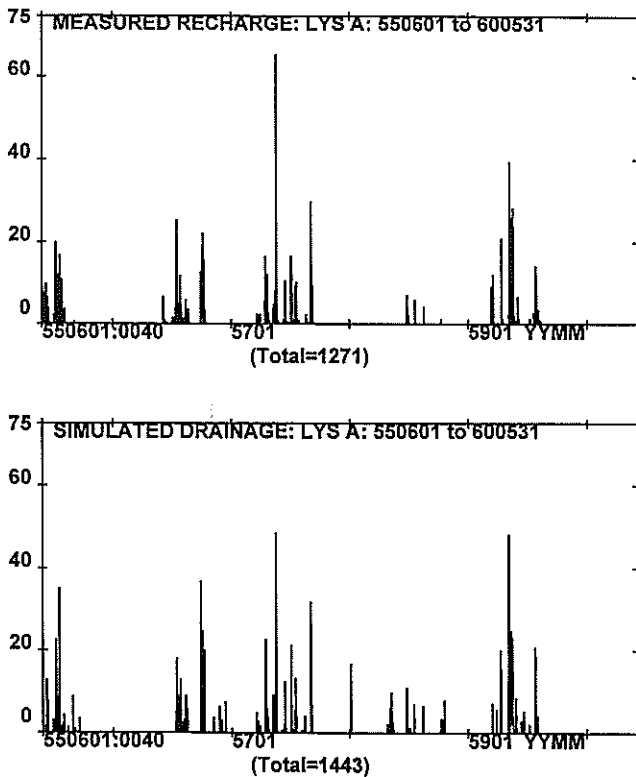 75
MEASURED RECHARGE: LYS A: 550601 to 600531
60
40
20
0
550601:0040 5701 5901 YYMM
(Total=1271)
75
SIMULATED DRAINAGE: LYS A: 550601 to 600531
60
40
20
0
550601:0040 5701 5901 YYMM
(Total=1443)